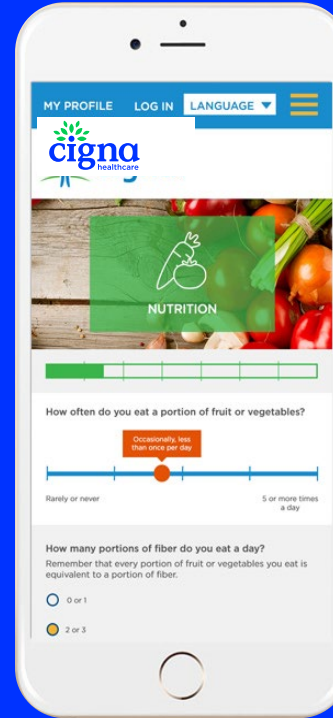 MY PROFILE LOG IN LANGUAGE
cigna
healthcare
NUTRITION
How often do you eat a portion of fruit or vegetables?
Occasionally, less
than once per day
Rarely or never
5 or more times
a day
How many portions of fiber do you eat a day?
Remember that every portion of fruit or vegetables you eat is
equivalent to a portion of fiber.
0 or 1
2 or 3